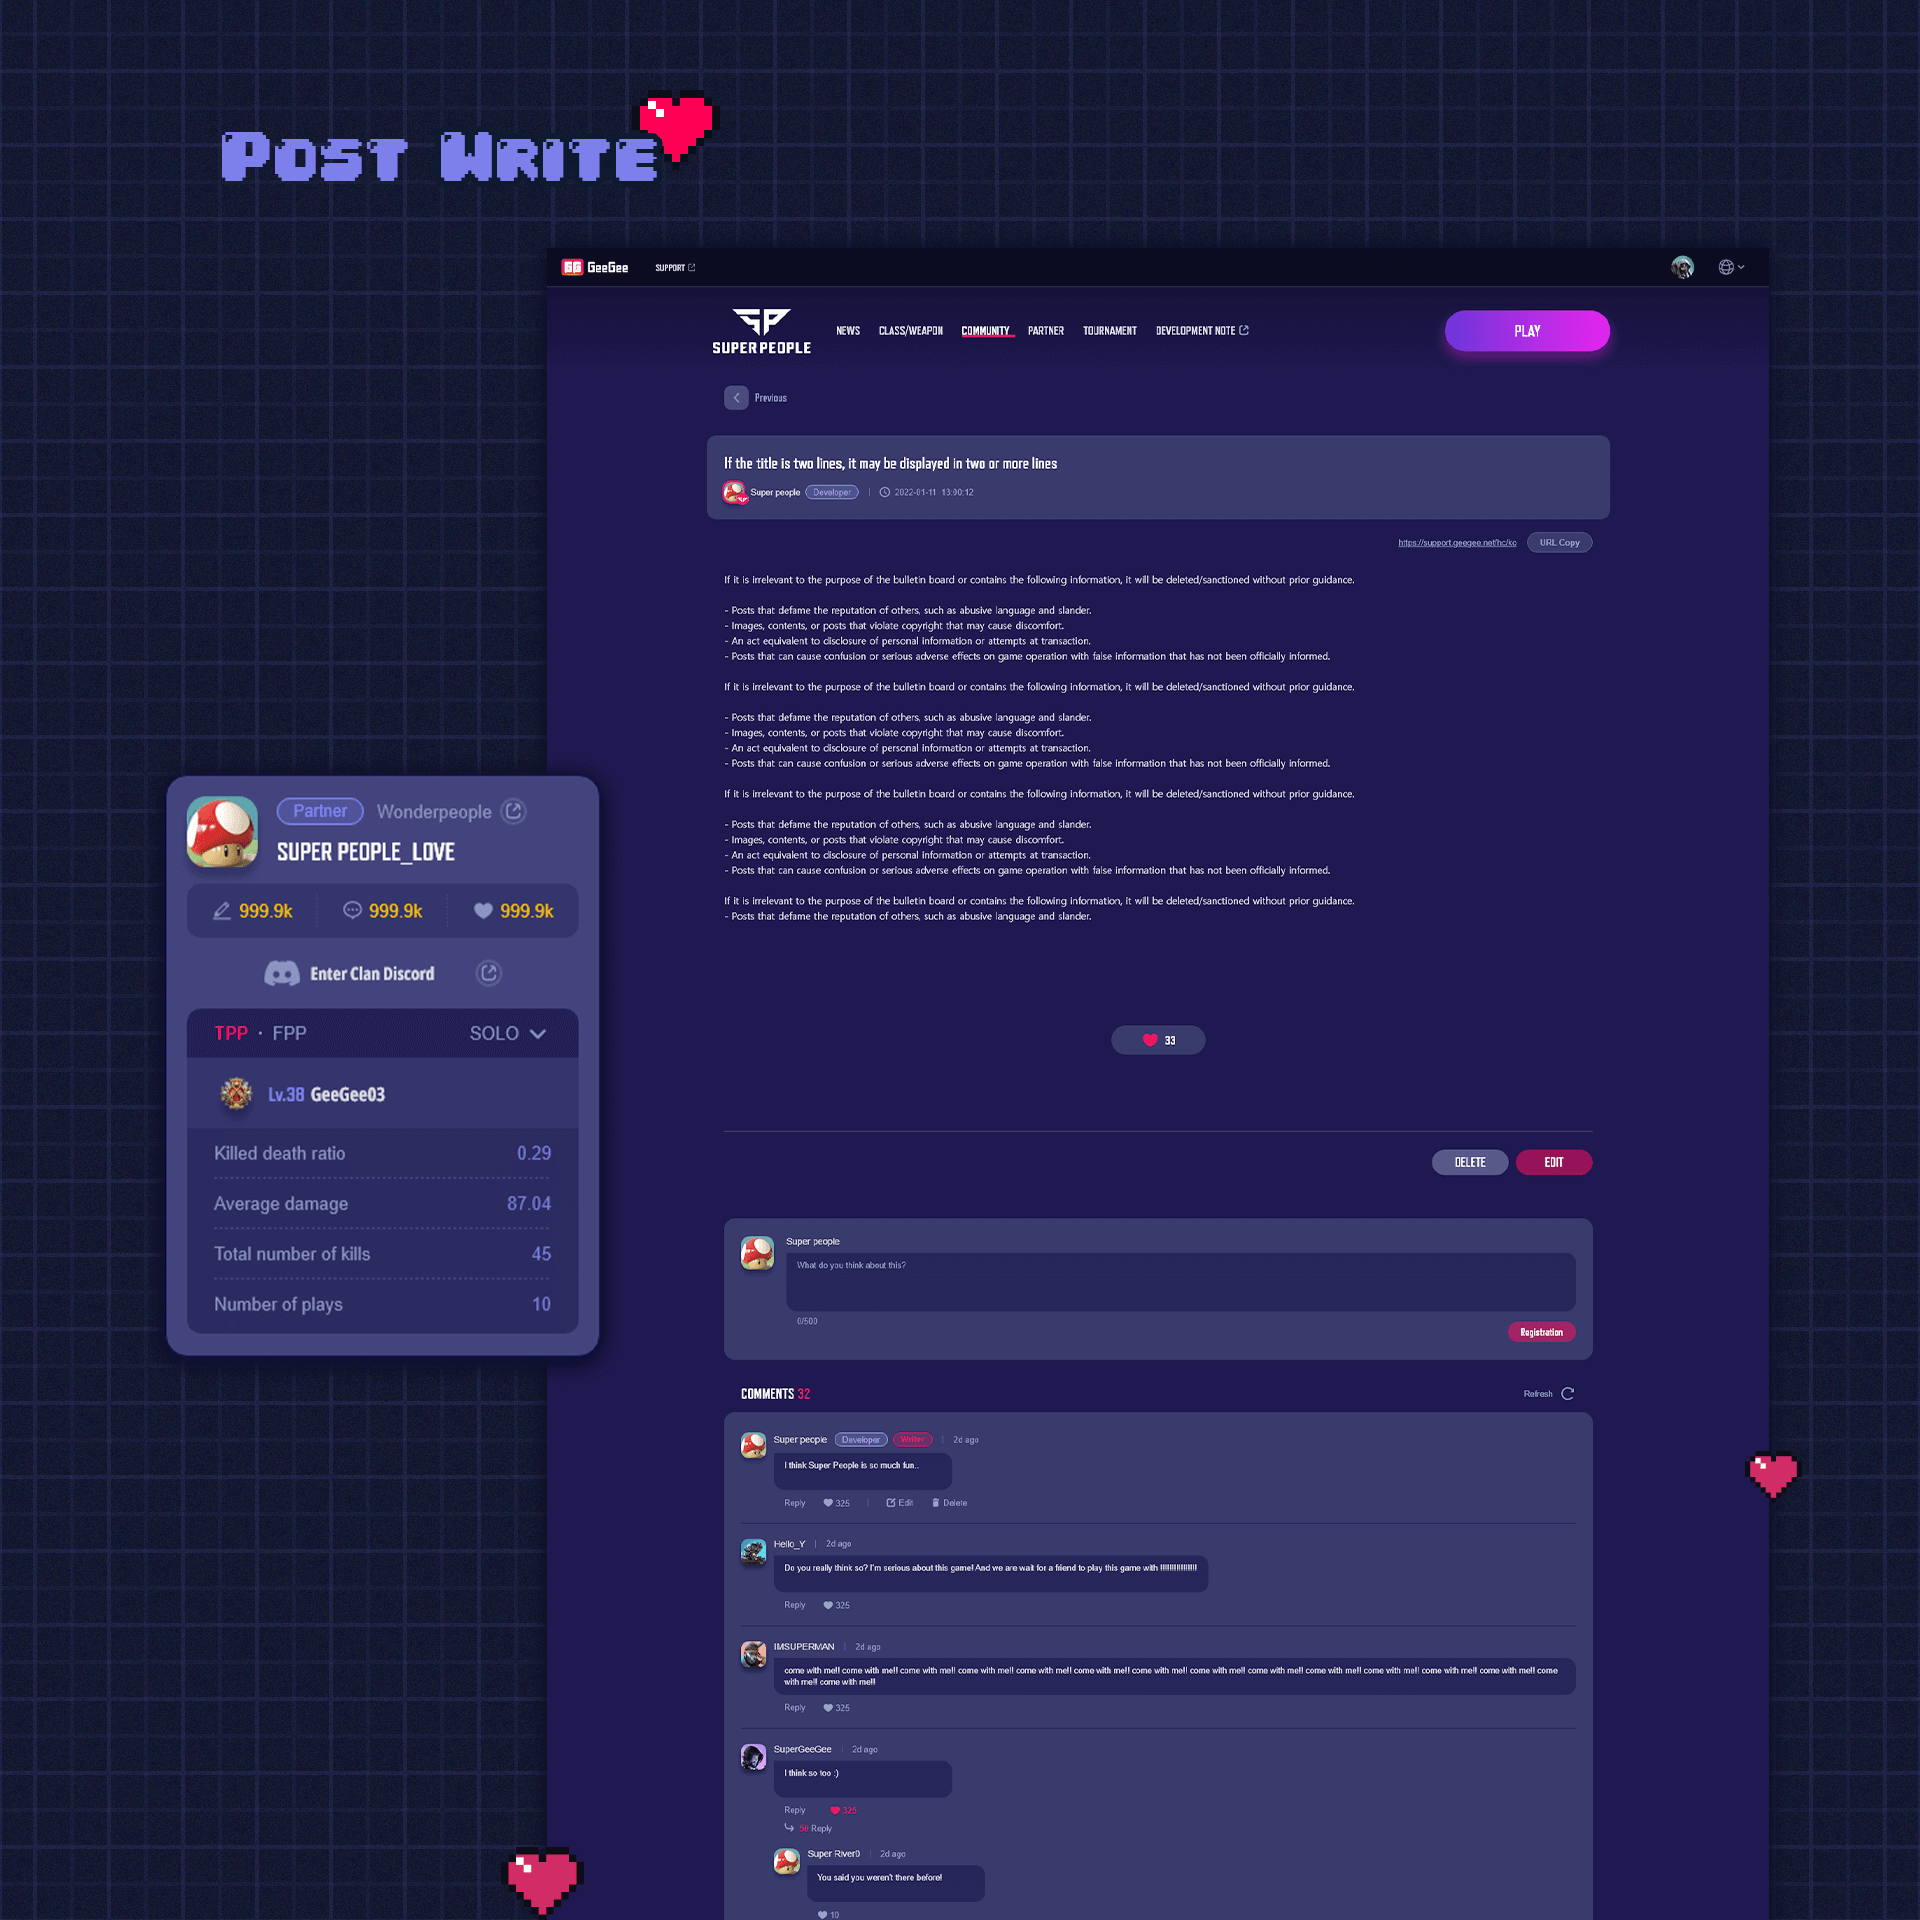 Post Write
GG GeeGee SUPPORT
SUPER PEOPLE
NEWS CLASS/WEAPON COMMUNITY PARTNER TOURNAMENT DEVELOPMENT NOTE PLAY
Previous
If the title is two lines, it may be displayed in two or more lines
Super people Developer | 2022-01-11 13:00:12
https://support.geegee.net/hc/ko URL Copy
If it is irrelevant to the purpose of the bulletin board or contains the following information, it will be deleted/sanctioned without prior guidance.
- Posts that defame the reputation of others, such as abusive language and slander.
- Images, contents, or posts that violate copyright that may cause discomfort.
- An act equivalent to disclosure of personal information or attempts at transaction.
- Posts that can cause confusion or serious adverse effects on game operation with false information that has not been officially informed.
If it is irrelevant to the purpose of the bulletin board or contains the following information, it will be deleted/sanctioned without prior guidance.
- Posts that defame the reputation of others, such as abusive language and slander.
- Images, contents, or posts that violate copyright that may cause discomfort.
- An act equivalent to disclosure of personal information or attempts at transaction.
- Posts that can cause confusion or serious adverse effects on game operation with false information that has not been officially informed.
If it is irrelevant to the purpose of the bulletin board or contains the following information, it will be deleted/sanctioned without prior guidance.
- Posts that defame the reputation of others, such as abusive language and slander.
- Images, contents, or posts that violate copyright that may cause discomfort.
- An act equivalent to disclosure of personal information or attempts at transaction.
- Posts that can cause confusion or serious adverse effects on game operation with false information that has not been officially informed.
If it is irrelevant to the purpose of the bulletin board or contains the following information, it will be deleted/sanctioned without prior guidance.
- Posts that defame the reputation of others, such as abusive language and slander.
33
DELETE EDIT
Partner Wonderpeople
SUPER PEOPLE_LOVE
999.9k 999.9k 999.9k
Enter Clan Discord
TPP · FPP SOLO
Lv.38 GeeGee03
Killed death ratio 0.29
Average damage 87.04
Total number of kills 45
Number of plays 10
Super people
What do you think about this?
0/500
Registration
COMMENTS 32 Refresh
Super people Developer Writer | 2d ago
I think Super People is so much fun..
Reply 325 | Edit Delete
Hello_Y | 2d ago
Do you really think so? I'm serious about this game! And we are wait for a friend to play this game with !!!!!!!!!!!!!!!!!
Reply 325
IMSUPERMAN | 2d ago
come with me!! come with me!! come with me!! come with me!! come with me!! come with me!! come with me!! come with me!! come with me!! come with me!! come with me!! come with me!! come with me!! come
with me!! come with me!!
Reply 325
SuperGeeGee | 2d ago
I think so too :)
Reply 325
50 Reply
Super River0 | 2d ago
You said you weren't there before!
10